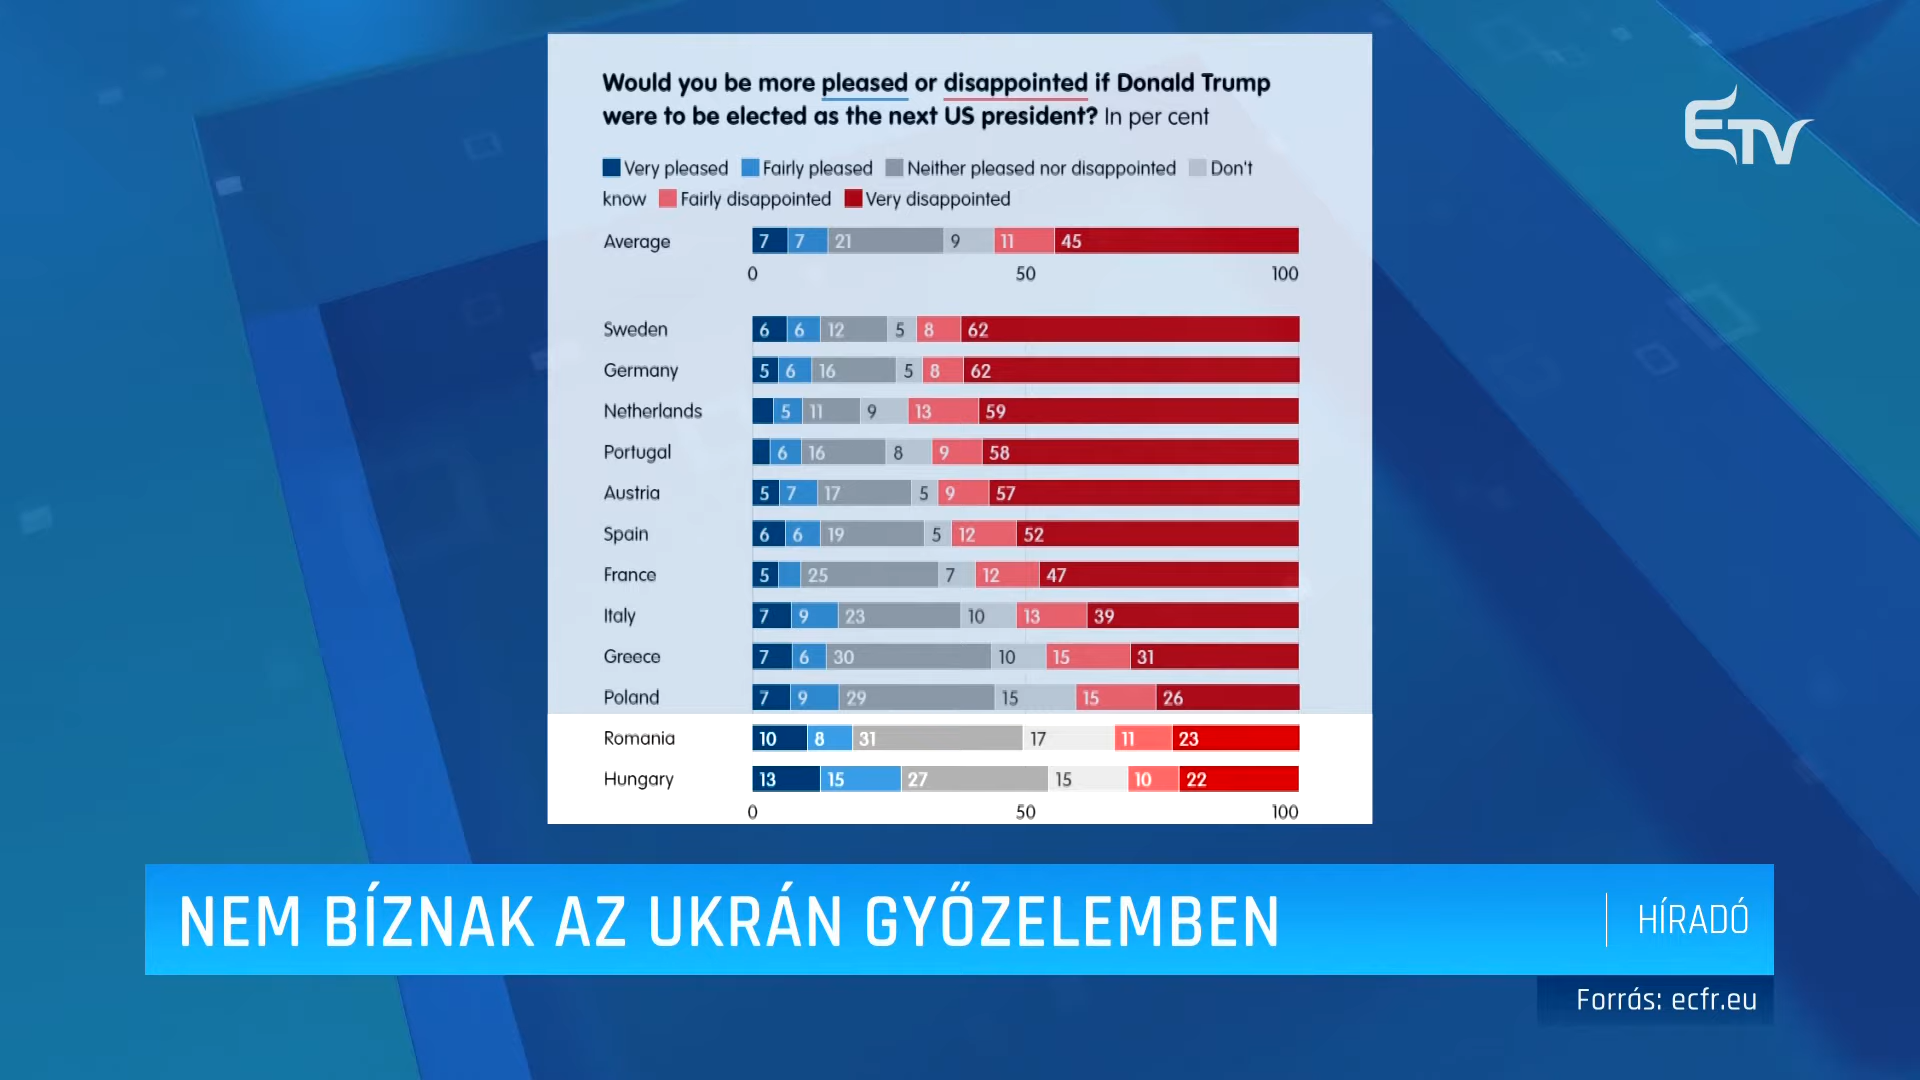 Would you be more pleased or disappointed if Donald Trump
were to be elected as the next US president? In per cent
Very pleased Fairly pleased Neither pleased nor disappointed Don't
know Fairly disappointed Very disappointed
Average 7 7 21 9 11 45
0 50 100
Sweden 6 6 12 5 8 62
Germany 5 6 16 5 8 62
Netherlands 5 11 9 13 59
Portugal 6 16 8 9 58
Austria 5 7 17 5 9 57
Spain 6 6 19 5 12 52
France 5 25 7 12 47
Italy 7 9 23 10 13 39
Greece 7 6 30 10 15 31
Poland 7 9 29 15 15 26
Romania 10 8 31 17 11 23
Hungary 13 15 27 15 10 22
0 50 100
ETV
NEM BÍZNAK AZ UKRÁN GYŐZELEMBEN
HÍRADÓ
Forrás: ecfr.eu